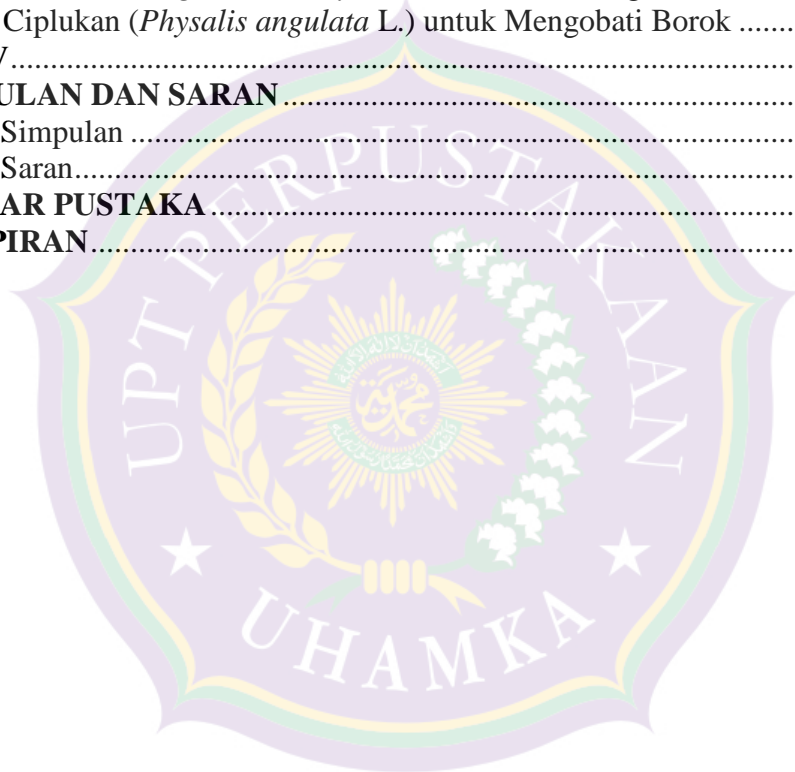 Ciplukan (Physalis angulata L.) untuk Mengobati Borok .......
V....................................................................................
ULAN DAN SARAN.......................................................
Simpulan .......................................................................
Saran.............................................................................
AR PUSTAKA ..............................................................
PIRAN...........................................................................
UPT PERPUSTAKAAN
UHAMKA